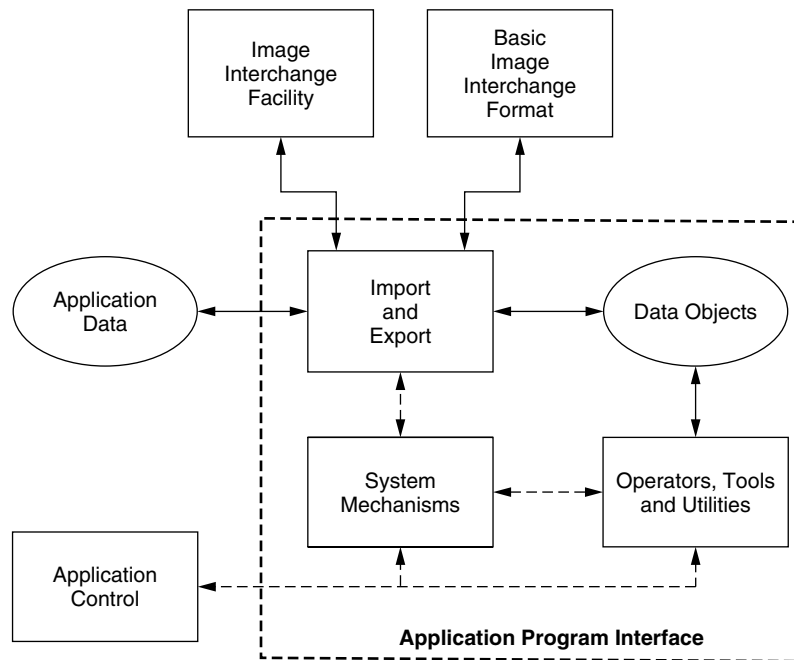 Image
Interchange
Facility
Basic
Image
Interchange
Format
Application
Data
Import
and
Export
Data Objects
System
Mechanisms
Operators, Tools
and Utilities
Application
Control
Application Program Interface